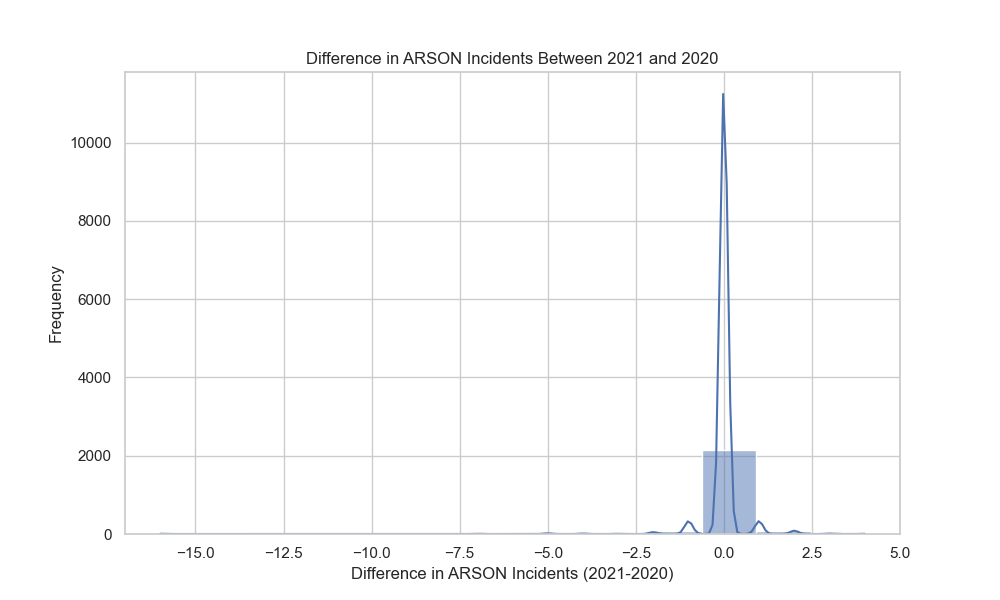 Difference in ARSON Incidents Between 2021 and 2020
Frequency
10000
8000
6000
4000
2000
0
−15.0 −12.5 −10.0 −7.5 −5.0 −2.5 0.0 2.5 5.0
Difference in ARSON Incidents (2021-2020)